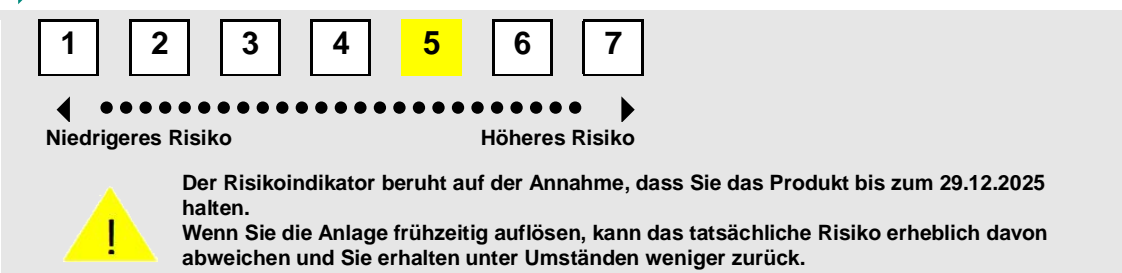 1 2 3 4 5 6 7
Niedrigeres Risiko Höheres Risiko
Der Risikoindikator beruht auf der Annahme, dass Sie das Produkt bis zum 29.12.2025
halten.
Wenn Sie die Anlage frühzeitig auflösen, kann das tatsächliche Risiko erheblich davon
abweichen und Sie erhalten unter Umständen weniger zurück.
!